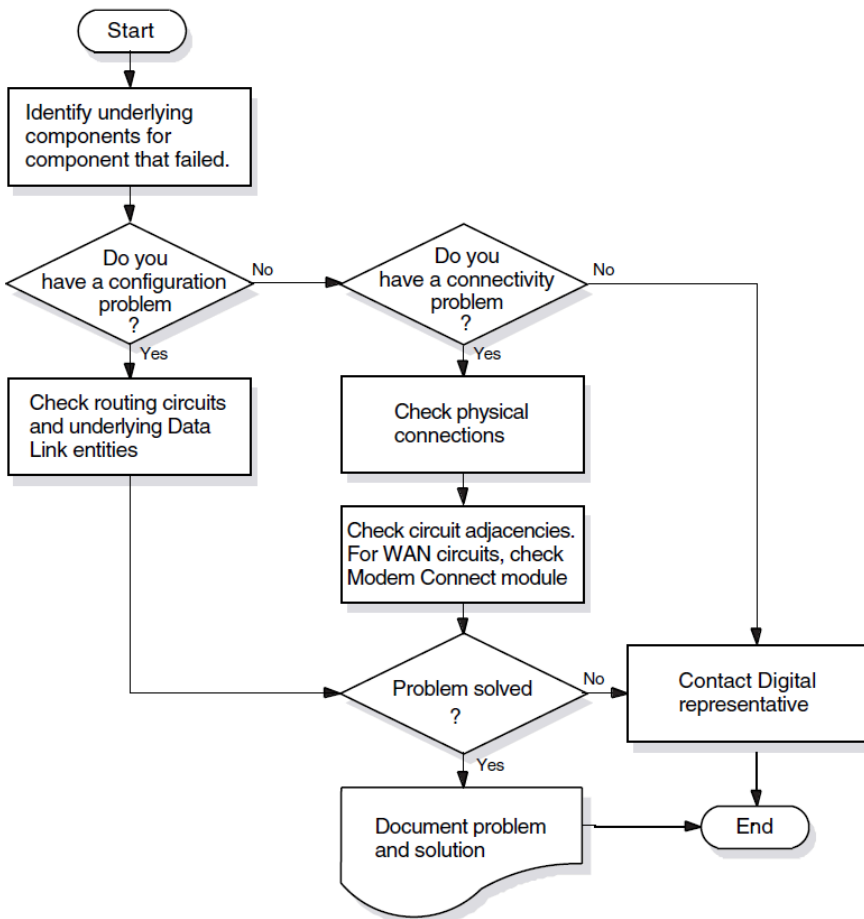 Start
Identify underlying
components for
component that failed.
Do you
have a configuration
problem
?
No
Do you
have a connectivity
problem
?
No
Yes
Yes
Check routing circuits
and underlying Data
Link entities
Check physical
connections
Check circuit adjacencies.
For WAN circuits, check
Modem Connect module
Problem solved
?
No
Contact Digital
representative
Yes
Document problem
and solution
End